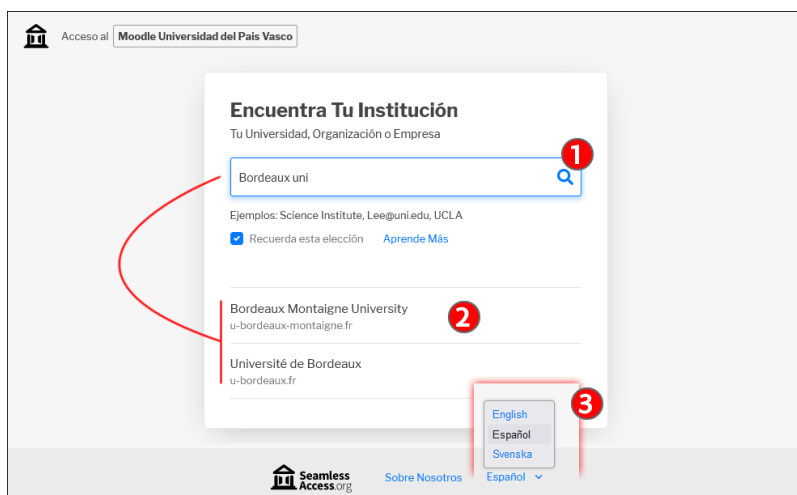 Acceso al Moodle Universidad del Pais Vasco
Encuentra Tu Institución
Tu Universidad, Organización o Empresa
1
Bordeaux uni
Ejemplos: Science Institute, Lee@uni.edu, UCLA
Recuerda esta elección Aprende Más
Bordeaux Montaigne University
u-bordeaux-montaigne.fr
2
Université de Bordeaux
u-bordeaux.fr
3
English
Español
Svenska
Seamless
Access.org
Sobre Nosotros
Español